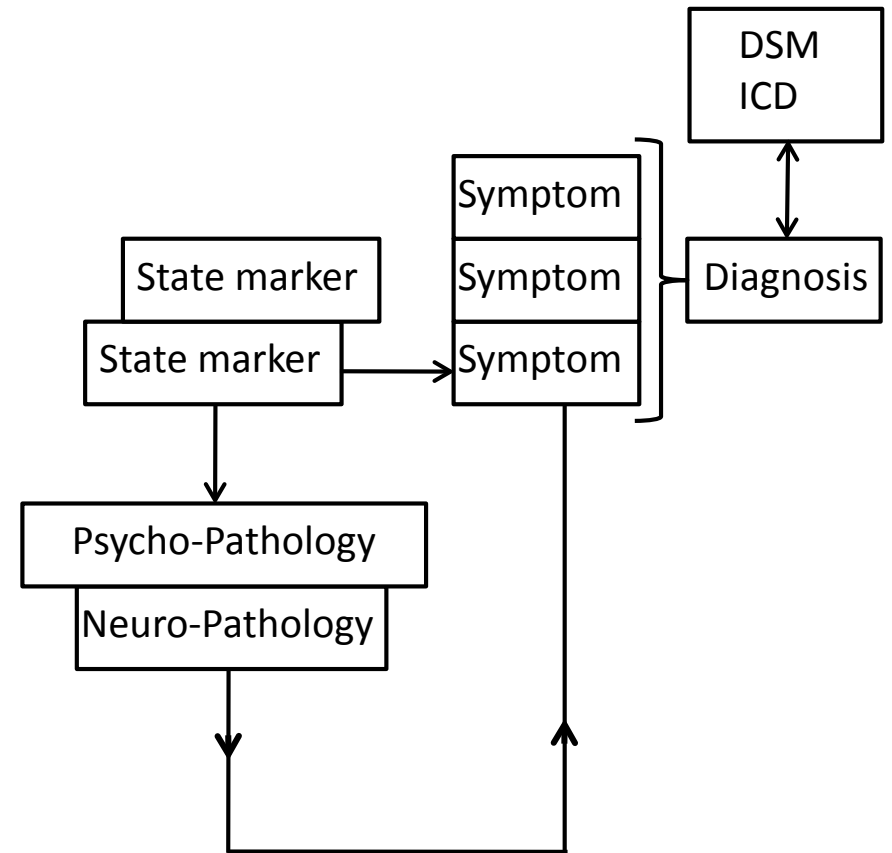 DSM
ICD
Symptom
State marker
Symptom
Diagnosis
State marker
Symptom
Psycho-Pathology
Neuro-Pathology